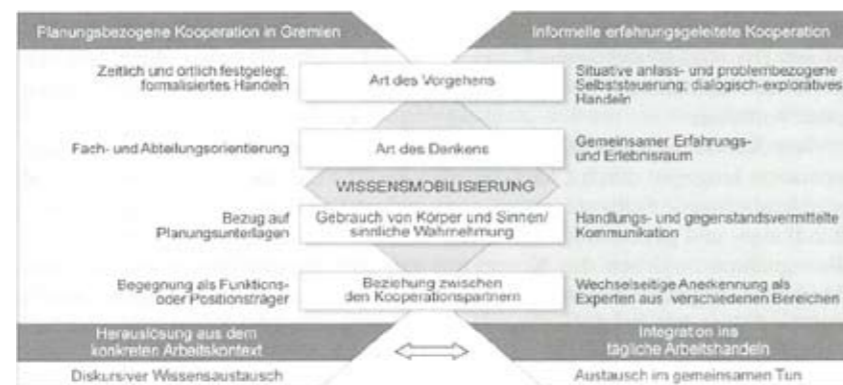 Planungsbezogene Kooperation in Gremien
Informelle erfahrungsgeleitete Kooperation
Zeitlich und örtlich festgelegt,
formalisiertes Handeln
Art des Vorgehens
Situative anlass- und problembezogene
Selbststeuerung; dialogisch-exploratives
Handeln
Fach- und Abteilungsorientierung
Art des Denkens
Gemeinsamer Erfahrungs-
und Erlebnisraum
WISSENSMOBILISIERUNG
Bezug auf
Planungsunterlagen
Gebrauch von Körper und Sinnen/
sinnliche Wahrnehmung
Handlungs- und gegenstandsvermittelte
Kommunikation
Begegnung als Funktions-
oder Positionsträger
Beziehung zwischen
den Kooperationspartnern
Wechselseitige Anerkennung als
Experten aus verschiedenen Bereichen
Herauslösung aus dem
konkreten Arbeitskontext
Integration ins
tägliche Arbeitshandeln
Diskursiver Wissensaustausch
Austausch im gemeinsamen Tun